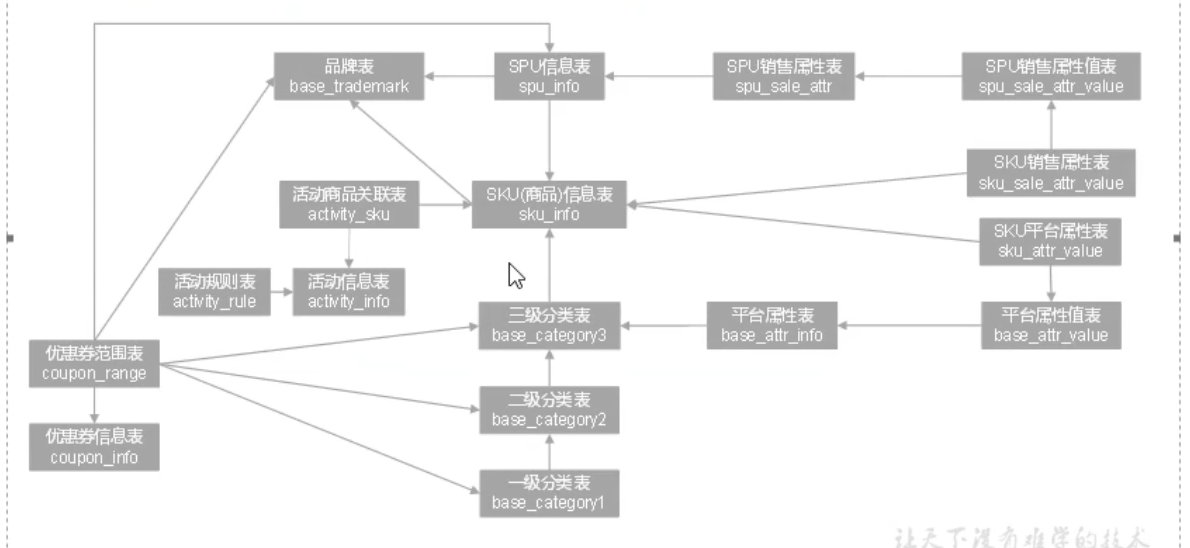 品牌表
base_trademark
SPU信息表
spu_info
SPU销售属性表
spu_sale_attr
SPU销售属性值表
spu_sale_attr_value
活动商品关联表
activity_sku
SKU(商品)信息表
sku_info
SKU销售属性表
sku_sale_attr_value
SKU平台属性表
sku_attr_value
活动规则表
activity_rule
活动信息表
activity_info
三级分类表
base_category3
平台属性表
base_attr_info
平台属性值表
base_attr_value
优惠券范围表
coupon_range
二级分类表
base_category2
优惠券信息表
coupon_info
一级分类表
base_category1
让天下没有难学的技术